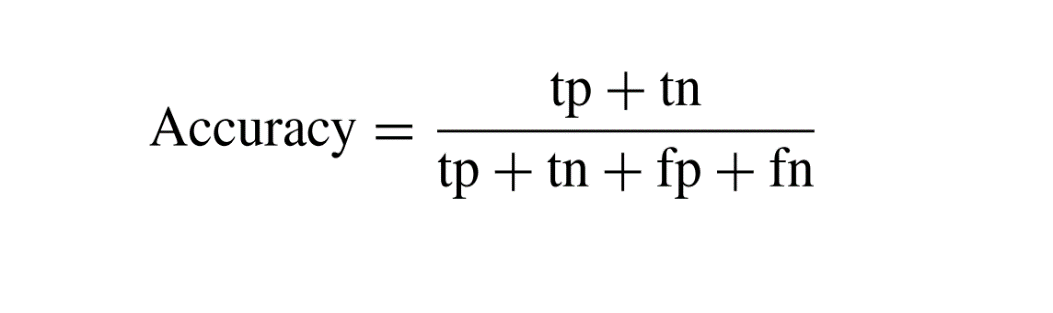 Accuracy = tp + tn
tp + tn + fp + fn